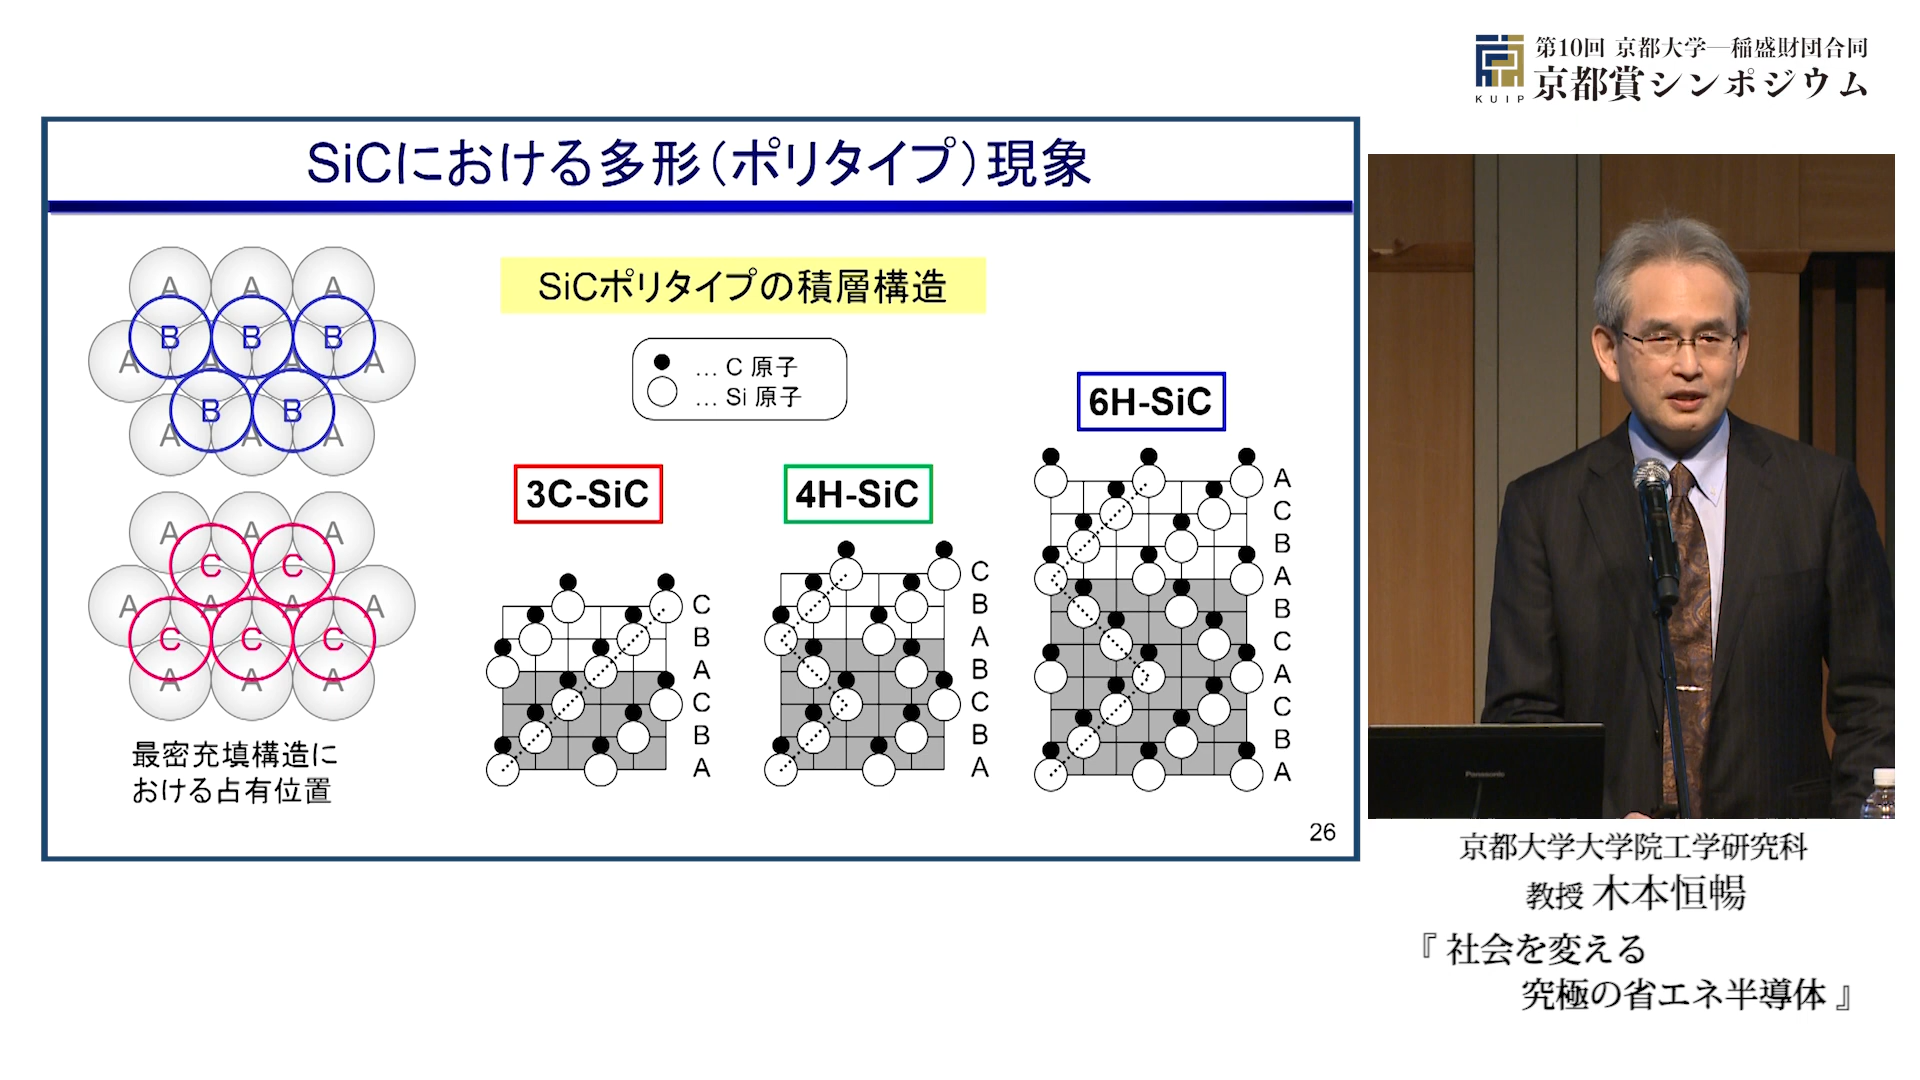 第10回 京都大学―稲盛財団合同
京都賞シンポジウム
KUIP
SiCにおける多形(ポリタイプ)現象
A A A
B B B
A A A A
B B
A A A
A A A
C C
A A A A
C C C
A A A
最密充填構造に
おける占有位置
SiCポリタイプの積層構造
… C 原子
… Si 原子
3C-SiC
C
B
A
C
B
A
4H-SiC
C
B
A
B
C
B
A
6H-SiC
A
C
B
A
B
C
A
C
B
A
26
Panasonic
京都大学大学院工学研究科
教授 木本恒暢
『 社会を変える
究極の省エネ半導体 』